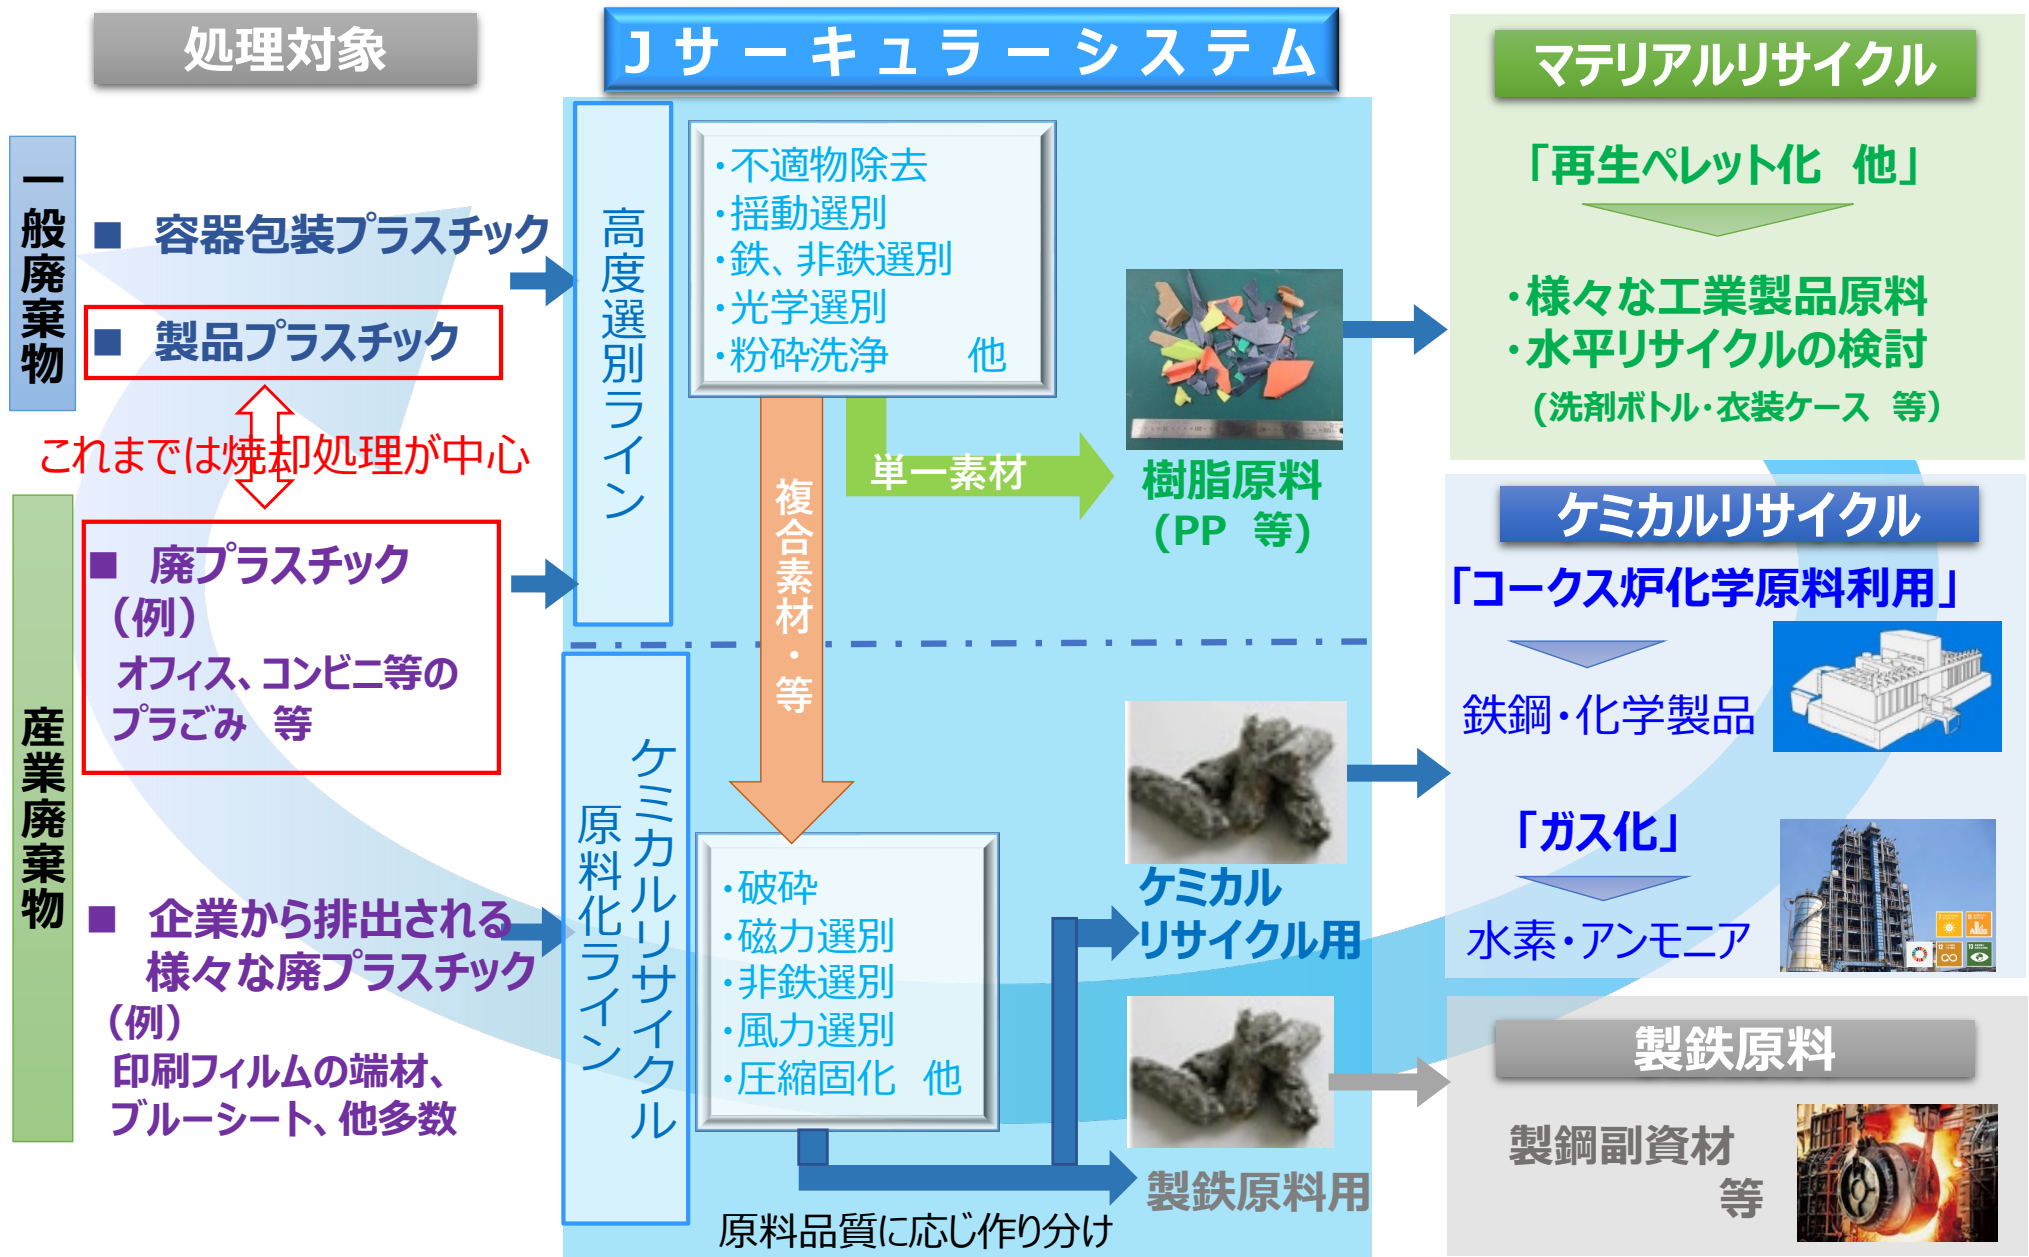 処理対象
Jサーキュラーシステム
マテリアルリサイクル
一般廃棄物
■ 容器包装プラスチック
■ 製品プラスチック
これまでは焼却処理が中心
産業廃棄物
■ 廃プラスチック
(例)
オフィス、コンビニ等の
プラごみ 等
■ 企業から排出される
様々な廃プラスチック
(例)
印刷フィルムの端材、
ブルーシート、他多数
高度選別ライン
・不適物除去
・揺動選別
・鉄、非鉄選別
・光学選別
・粉砕洗浄 他
単一素材
複合素材・等
樹脂原料
(PP 等)
ケミカルリサイクル
原料化ライン
・破砕
・磁力選別
・非鉄選別
・風力選別
・圧縮固化 他
ケミカル
リサイクル用
製鉄原料用
原料品質に応じ作り分け
「再生ペレット化 他」
・様々な工業製品原料
・水平リサイクルの検討
(洗剤ボトル・衣装ケース 等)
ケミカルリサイクル
「コークス炉化学原料利用」
鉄鋼・化学製品
「ガス化」
水素・アンモニア
製鉄原料
製鋼副資材
等